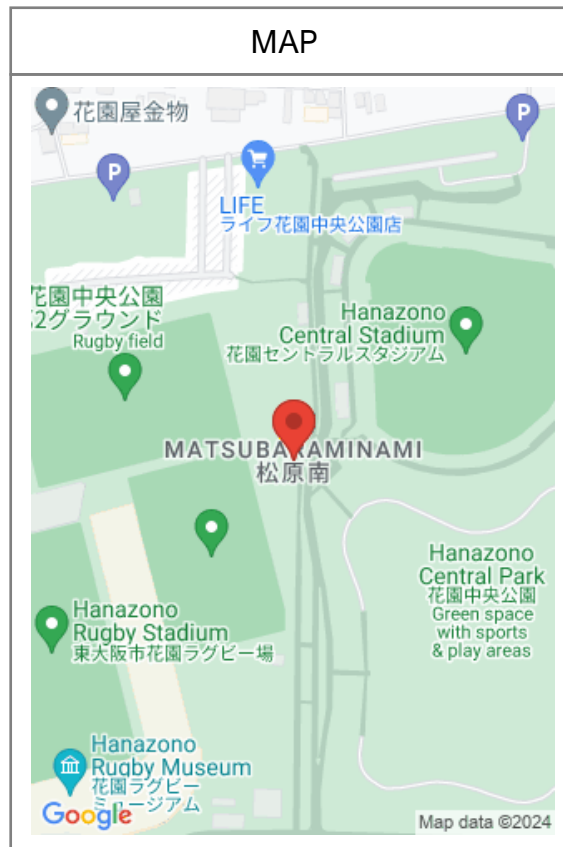 MAP
花園屋金物
P
P
LIFE
ライフ花園中央公園店
花園中央公園
2グラウンド
Rugby field
Hanazono
Central Stadium
花園セントラルスタジアム
MATSUBARAMINAMI
松原南
Hanazono
Central Park
花園中央公園
Green space
with sports
& play areas
Hanazono
Rugby Stadium
東大阪市花園ラグビー場
Hanazono
Rugby Museum
花園ラグビー
ミュージアム
Google
Map data ©2024